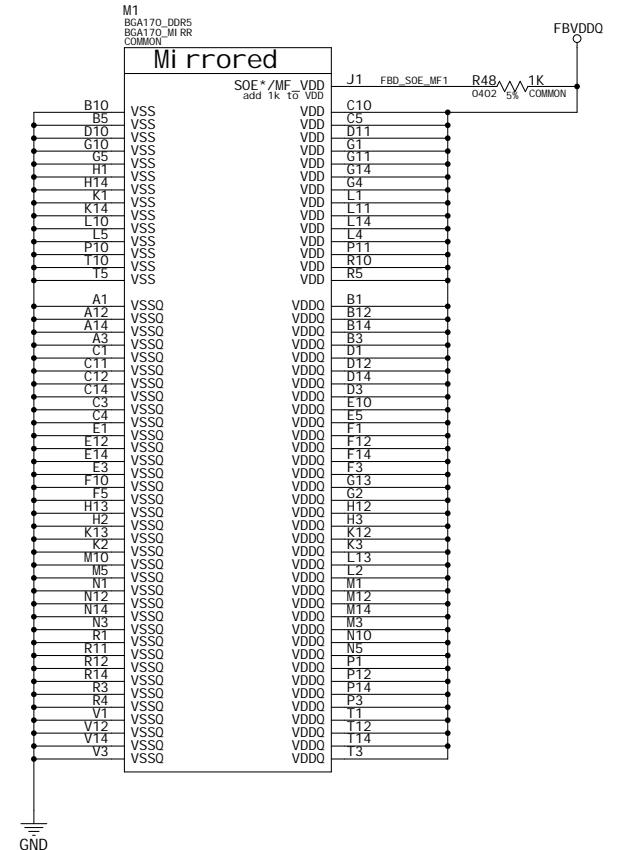 M1
BGA170_DDR5
BGA170_MIRR
COMMON
FBVDDQ
Mirrored
SOE*/MF_VDD J1 FBD_SOE_MF1 R48 1K
add 1k to VDD 0402 5% COMMON
B10 VSS VDD C10
B5 VSS VDD C5
D10 VSS VDD D11
G10 VSS VDD G1
G5 VSS VDD G11
H1 VSS VDD G14
H14 VSS VDD G4
K1 VSS VDD L1
K14 VSS VDD L11
L10 VSS VDD L14
L5 VSS VDD L4
P10 VSS VDD P11
T10 VSS VDD R10
T5 VSS VDD R5
A1 VSSQ VDDQ B1
A12 VSSQ VDDQ B12
A14 VSSQ VDDQ B14
A3 VSSQ VDDQ B3
C1 VSSQ VDDQ D1
C11 VSSQ VDDQ D12
C12 VSSQ VDDQ D14
C14 VSSQ VDDQ D3
C3 VSSQ VDDQ E10
C4 VSSQ VDDQ E5
E1 VSSQ VDDQ F1
E12 VSSQ VDDQ F12
E14 VSSQ VDDQ F14
E3 VSSQ VDDQ F3
F10 VSSQ VDDQ G13
F5 VSSQ VDDQ G2
H13 VSSQ VDDQ H12
H2 VSSQ VDDQ H3
K13 VSSQ VDDQ K12
K2 VSSQ VDDQ K3
M10 VSSQ VDDQ L13
M5 VSSQ VDDQ L2
N1 VSSQ VDDQ M1
N12 VSSQ VDDQ M12
N14 VSSQ VDDQ M14
N3 VSSQ VDDQ M3
R1 VSSQ VDDQ N10
R11 VSSQ VDDQ N5
R12 VSSQ VDDQ P1
R14 VSSQ VDDQ P12
R3 VSSQ VDDQ P14
R4 VSSQ VDDQ P3
V1 VSSQ VDDQ T1
V12 VSSQ VDDQ T12
V14 VSSQ VDDQ T14
V3 VSSQ VDDQ T3
GND